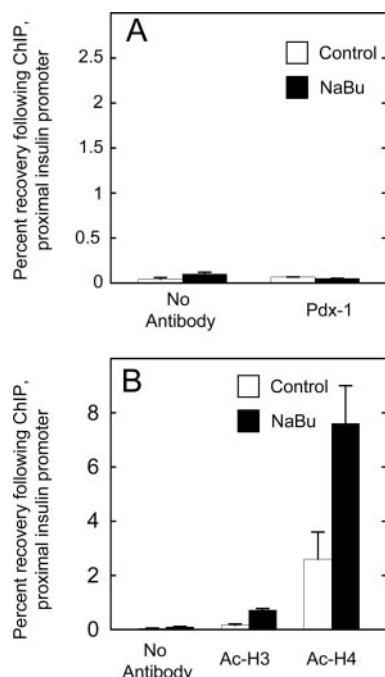 A
Control
NaBu
Percent recovery following ChIP,
proximal insulin promoter
2.5
2
1.5
1
0.5
0
No
Antibody
Pdx-1
B
Control
NaBu
Percent recovery following ChIP,
proximal insulin promoter
8
6
4
2
0
No
Antibody
Ac-H3
Ac-H4